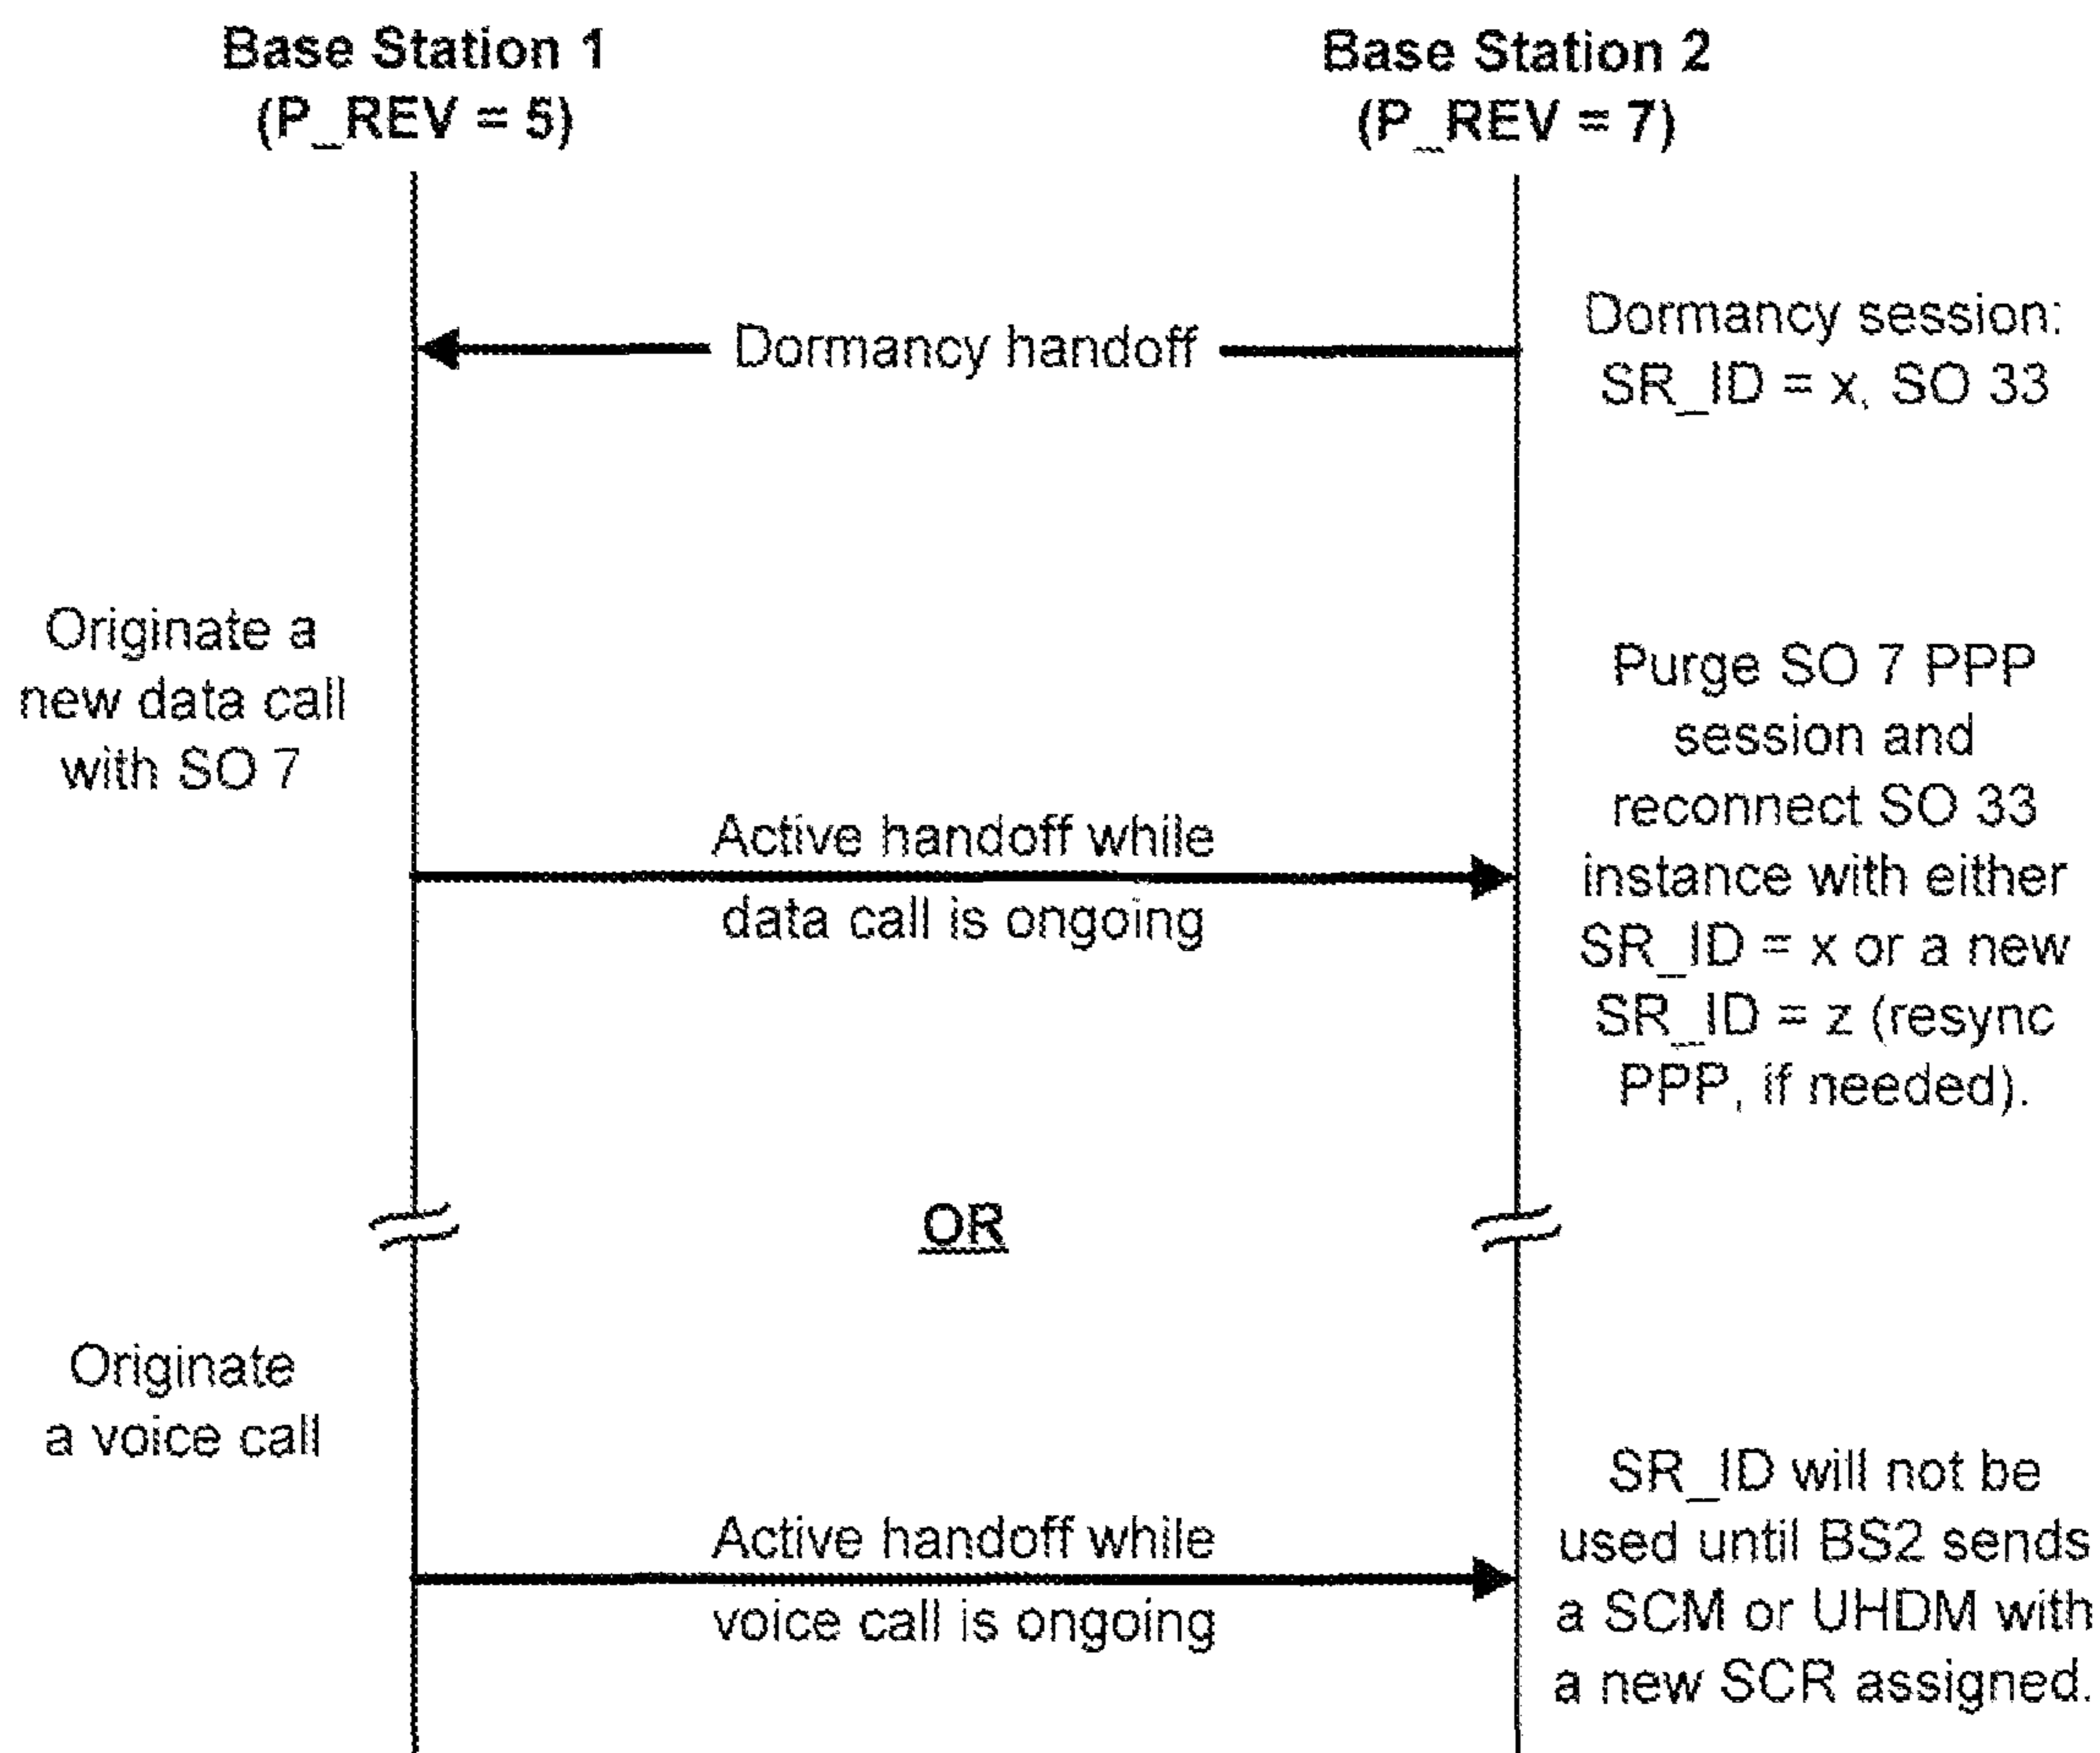 Base Station 1
(P_REV = 5)
Base Station 2
(P_REV = 7)
Dormancy handoff
Dormancy session:
SR_ID = x, SO 33
Originate a
new data call
with SO 7
Active handoff while
data call is ongoing
Purge SO 7 PPP
session and
reconnect SO 33
instance with either
SR_ID = x or a new
SR_ID = z (resync
PPP, if needed).
OR
Originate
a voice call
Active handoff while
voice call is ongoing
SR_ID will not be
used until BS2 sends
a SCM or UHDM with
a new SCR assigned.